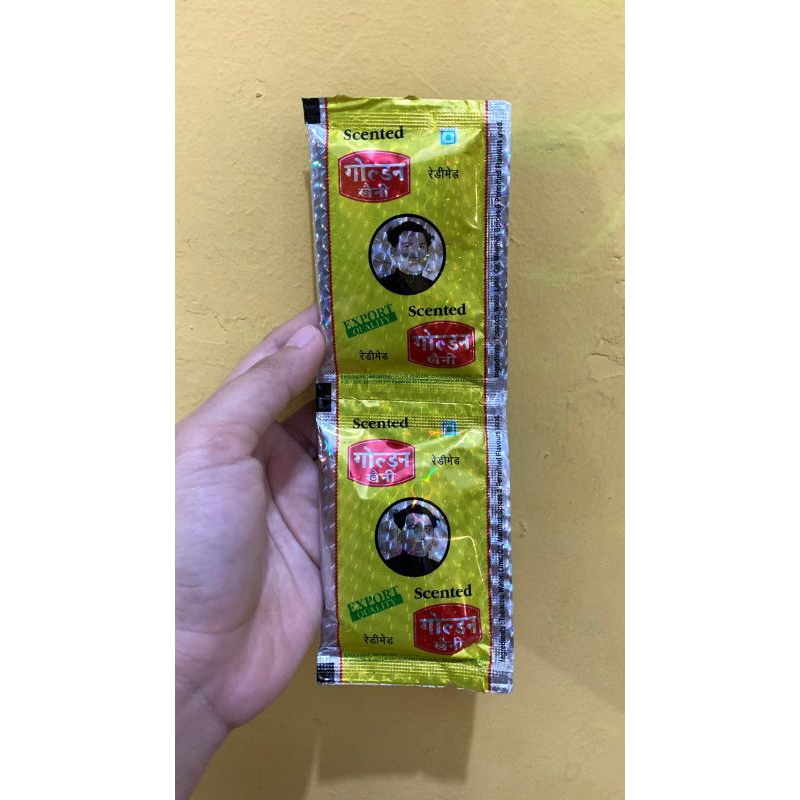 Scented
गोल्डन
खैनी
रेडीमेड
EXPORT
QUALITY
Scented
रेडीमेड
गोल्डन
खैनी
Scented
गोल्डन
खैनी
रेडीमेड
EXPORT
QUALITY
Scented
रेडीमेड
गोल्डन
खैनी